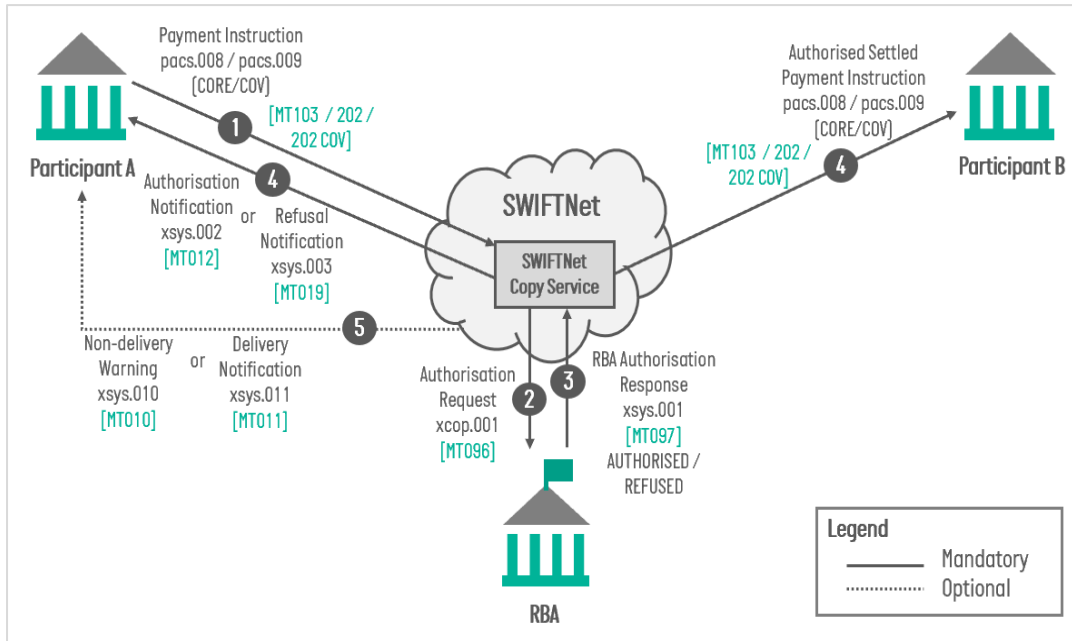 Payment Instruction
pacs.008 / pacs.009
(CORE/COV)
[MT103 / 202 /
202 COV]
1
Participant A
4
Authorisation
Notification
xsys.002
[MT012]
or
Refusal
Notification
xsys.003
[MT019]
SWIFTNet
SWIFTNet
Copy Service
Authorised Settled
Payment Instruction
pacs.008 / pacs.009
(CORE/COV)
[MT103 / 202 /
202 COV]
4
Participant B
5
Non-delivery
Warning
xsys.010
[MT010]
or
Delivery
Notification
xsys.011
[MT011]
Authorisation
Request
xcop.001
[MT096]
2
3
RBA Authorisation
Response
xsys.001
[MT097]
AUTHORISED /
REFUSED
RBA
Legend
Mandatory
Optional